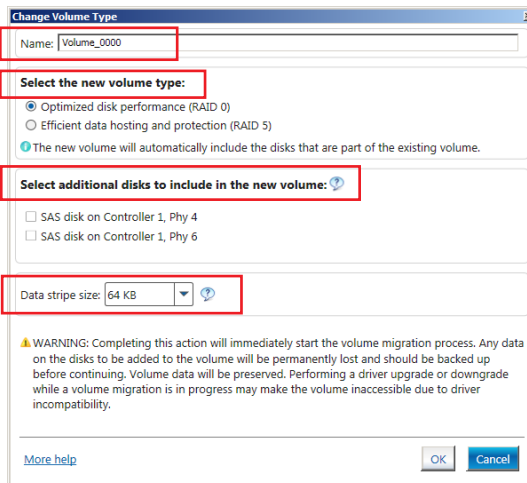 Change Volume Type
Name: Volume_0000
Select the new volume type:
Optimized disk performance (RAID 0)
Efficient data hosting and protection (RAID 5)
The new volume will automatically include the disks that are part of the existing volume.
Select additional disks to include in the new volume:
SAS disk on Controller 1, Phy 4
SAS disk on Controller 1, Phy 6
Data stripe size: 64 KB
WARNING: Completing this action will immediately start the volume migration process. Any data
on the disks to be added to the volume will be permanently lost and should be backed up
before continuing. Volume data will be preserved. Performing a driver upgrade or downgrade
while a volume migration is in progress may make the volume inaccessible due to driver
incompatibility.
More help
OK
Cancel